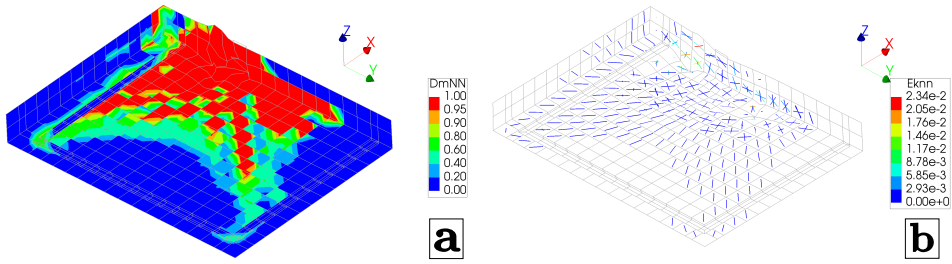 Z
X
Y
DmNN
1.00
0.95
0.90
0.80
0.60
0.40
0.20
0.00
a
Z
X
Y
Eknn
2.34e-2
2.05e-2
1.76e-2
1.46e-2
1.17e-2
8.78e-3
5.85e-3
2.93e-3
0.00e+0
b